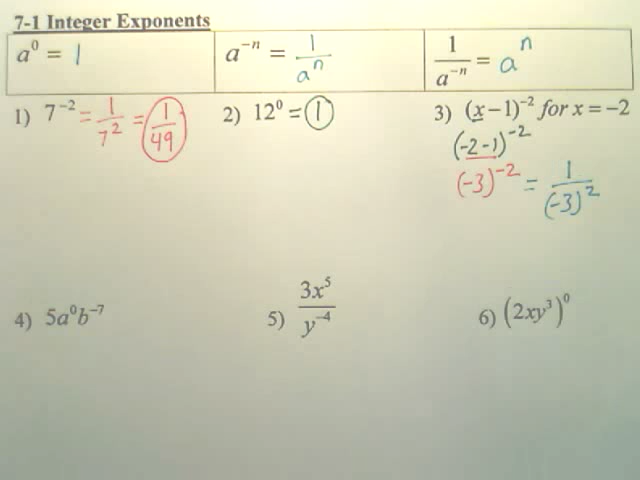 7-1 Integer Exponents
a⁰ = 1
a⁻ⁿ = 1/aⁿ
1/a⁻ⁿ = aⁿ
1) 7⁻² = 1/7² = 1/49
2) 12⁰ = 1
3) (x − 1)⁻² for x = −2
(-2-1)⁻²
(-3)⁻² = 1/(-3)²
4) 5a⁰b⁻⁷
5) 3x⁵/y⁻⁴
6) (2xy³)⁰